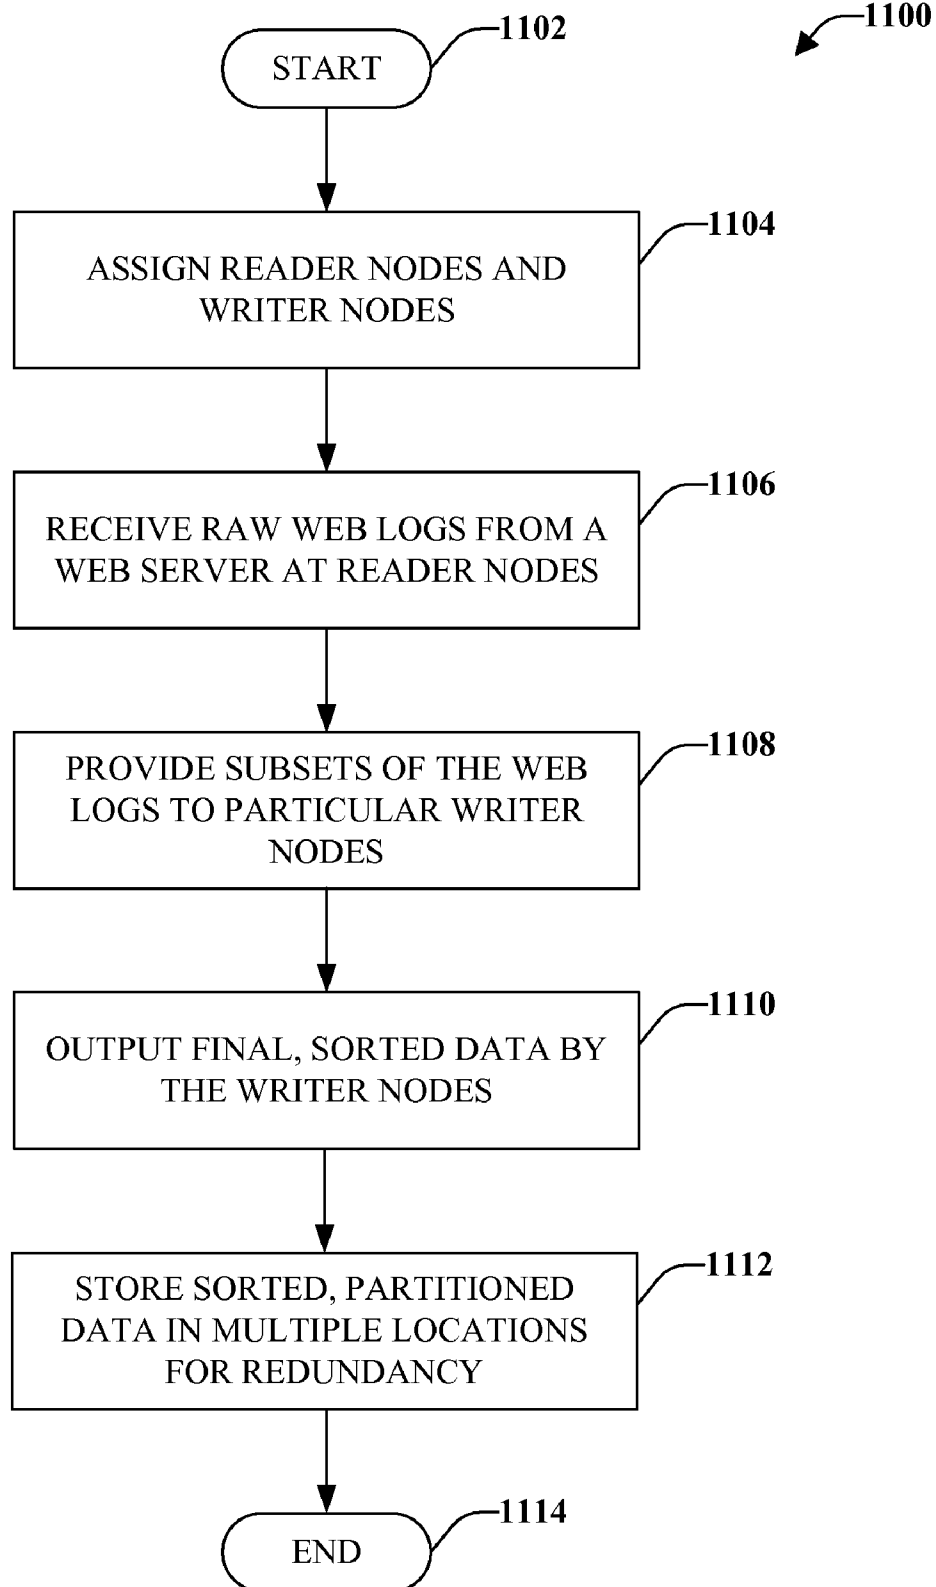 1100
1102
START
1104
ASSIGN READER NODES AND
WRITER NODES
1106
RECEIVE RAW WEB LOGS FROM A
WEB SERVER AT READER NODES
1108
PROVIDE SUBSETS OF THE WEB
LOGS TO PARTICULAR WRITER
NODES
1110
OUTPUT FINAL, SORTED DATA BY
THE WRITER NODES
1112
STORE SORTED, PARTITIONED
DATA IN MULTIPLE LOCATIONS
FOR REDUNDANCY
1114
END